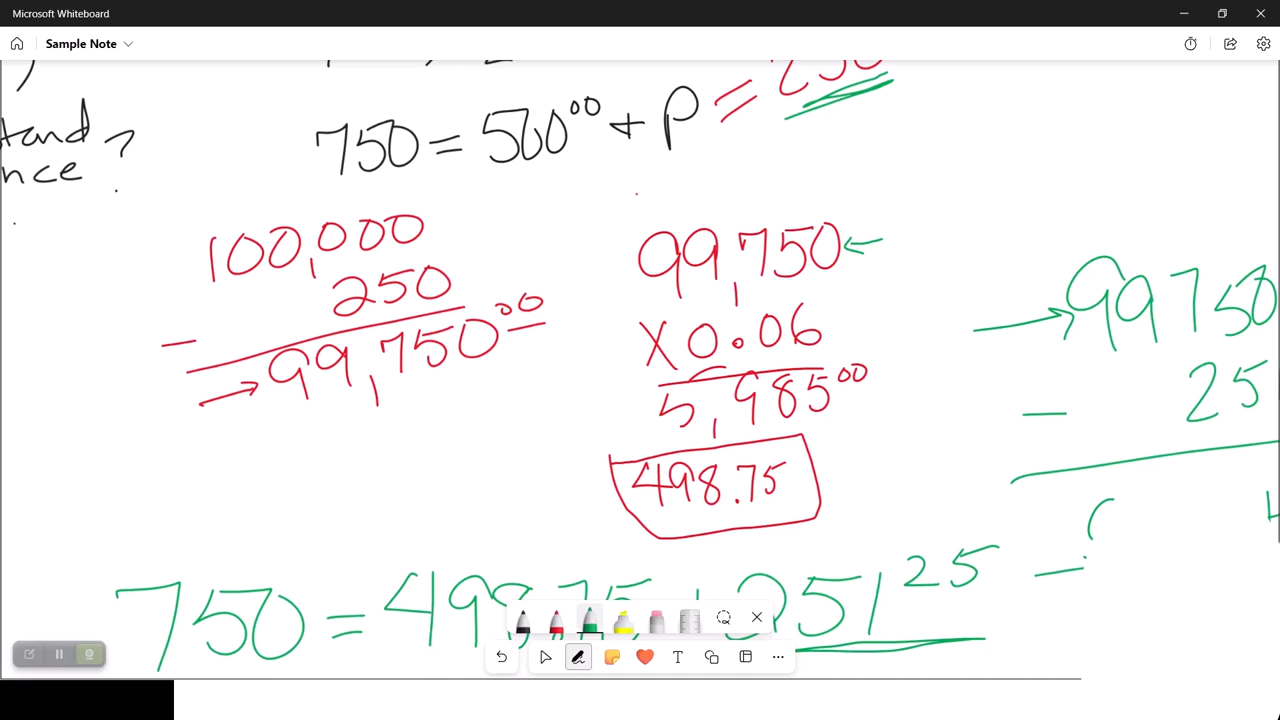 Microsoft Whiteboard
Sample Note
= 250
750 = 500⁰⁰ + P
tand ?
nce
100,000
- 250
→ 99,750⁰⁰
99,750 ←
X 0.06
5,985⁰⁰
498.75
→ 99750
- 25
750 = 498.75 + 251²⁵